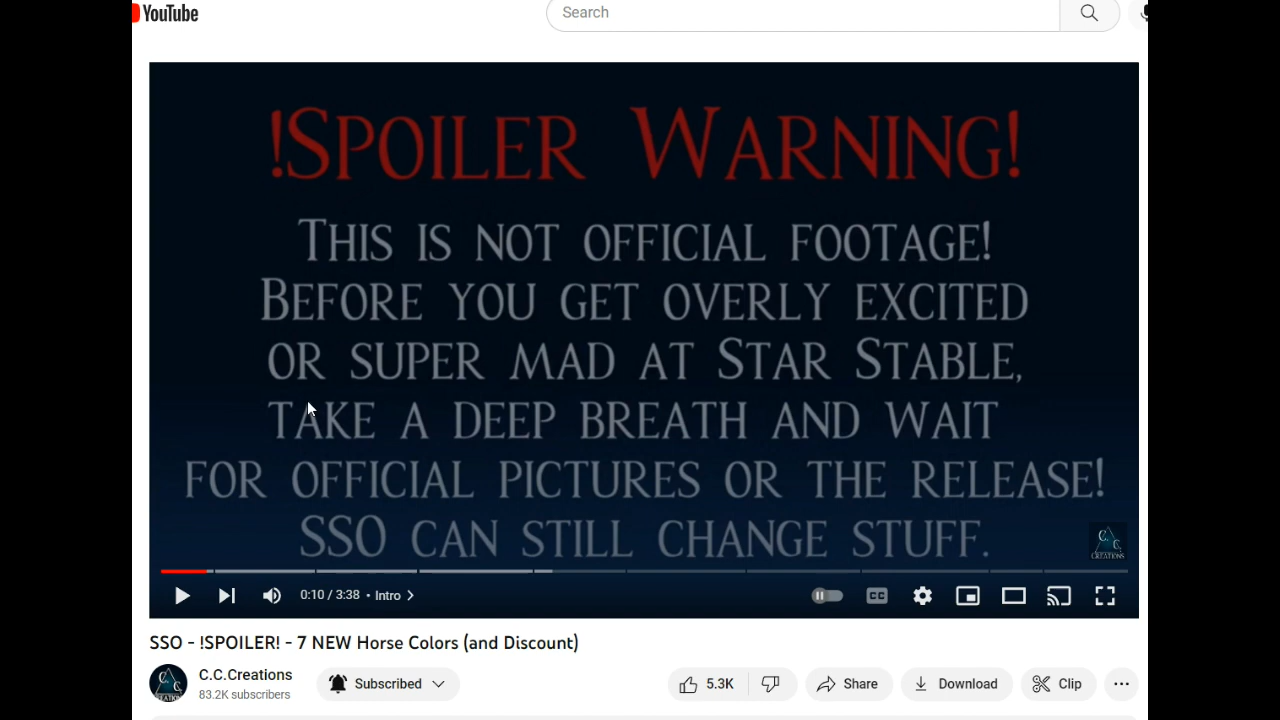 YouTube
Search
!SPOILER WARNING!
THIS IS NOT OFFICIAL FOOTAGE!
BEFORE YOU GET OVERLY EXCITED
OR SUPER MAD AT STAR STABLE,
TAKE A DEEP BREATH AND WAIT
FOR OFFICIAL PICTURES OR THE RELEASE!
SSO CAN STILL CHANGE STUFF.
C. C.
CREATIONS
0:10 / 3:38 • Intro
CC
SSO - !SPOILER! - 7 NEW Horse Colors (and Discount)
C.C.Creations
83.2K subscribers
Subscribed
5.3K
Share
Download
Clip